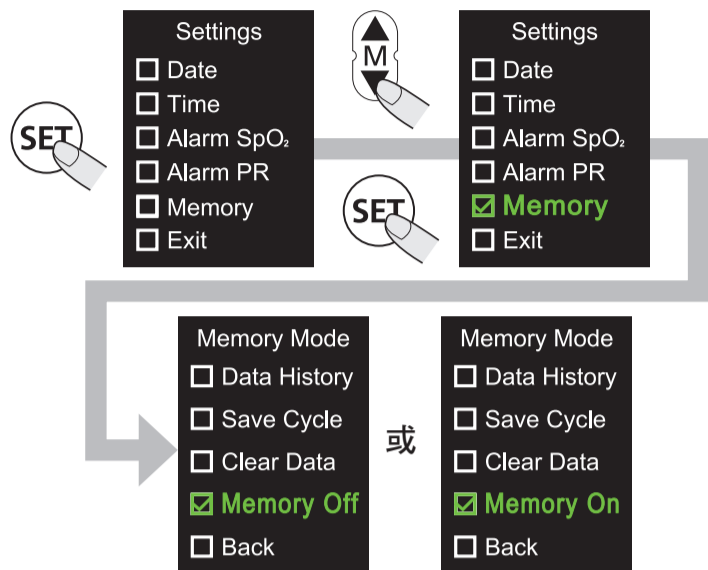 SET
Settings
Date
Time
Alarm SpO₂
Alarm PR
Memory
Exit
M
SET
Settings
Date
Time
Alarm SpO₂
Alarm PR
Memory
Exit
Memory Mode
Data History
Save Cycle
Clear Data
Memory Off
Back
或
Memory Mode
Data History
Save Cycle
Clear Data
Memory On
Back